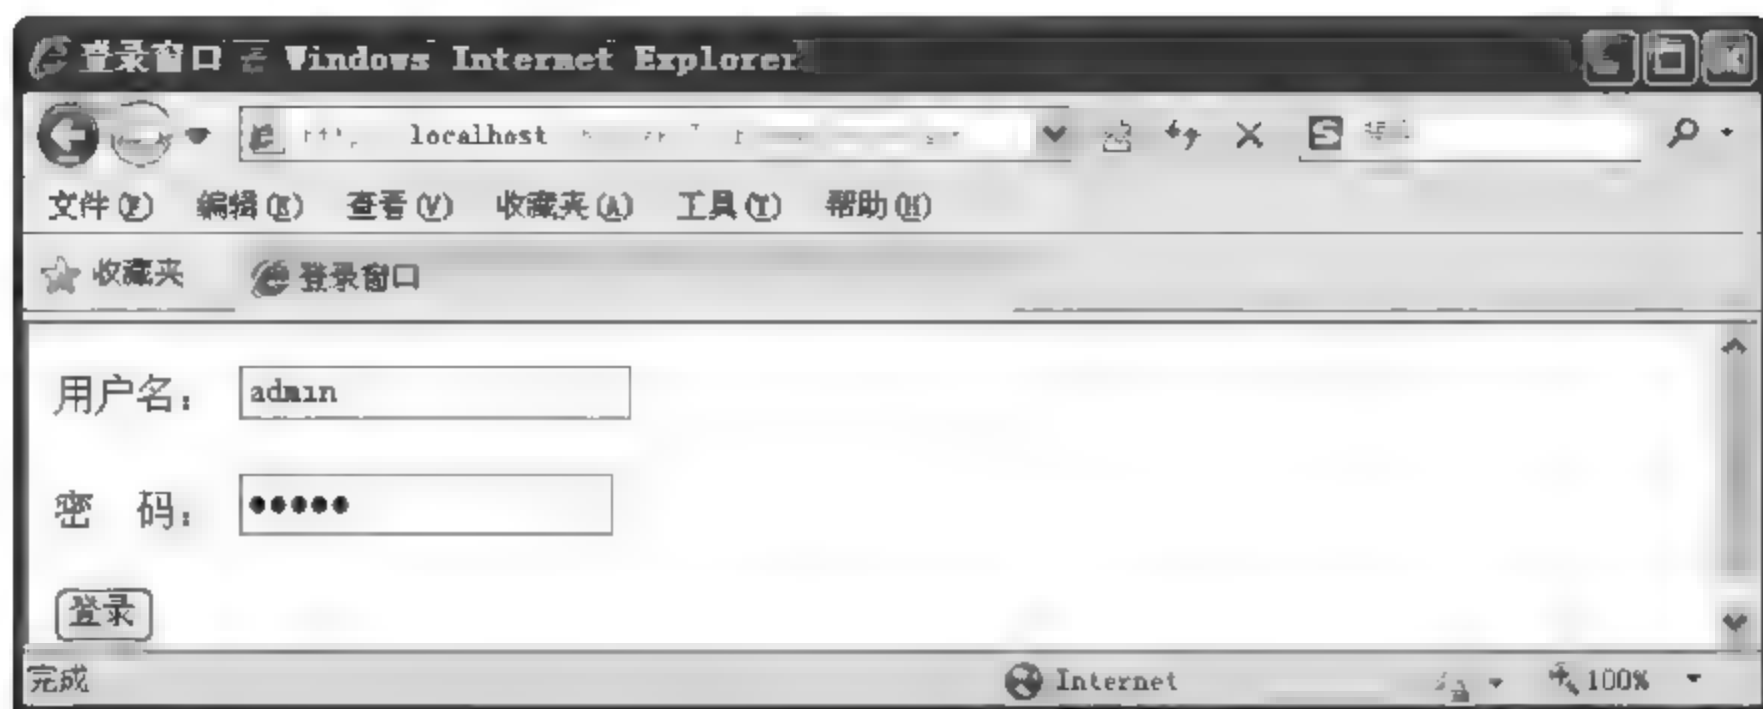 登录窗口 Windows Internet Explorer
localhost
文件(F) 编辑(E) 查看(V) 收藏夹(A) 工具(T) 帮助(H)
收藏夹 登录窗口
用户名： admin
密 码： ●●●●●
登录
完成 Internet 100%